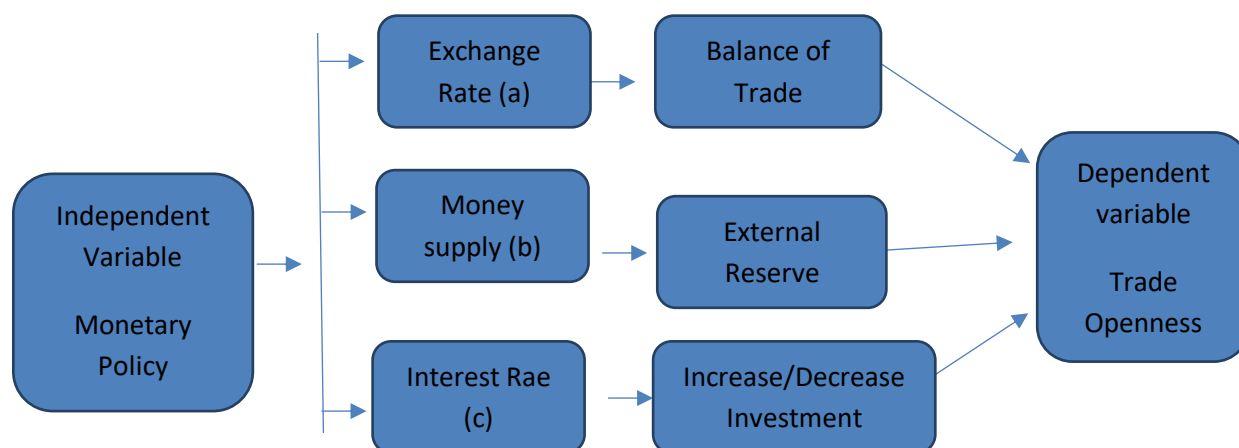 Independent
Variable
Monetary
Policy
Exchange
Rate (a)
Balance of
Trade
Money
supply (b)
External
Reserve
Interest Rae
(c)
Increase/Decrease
Investment
Dependent
variable
Trade
Openness